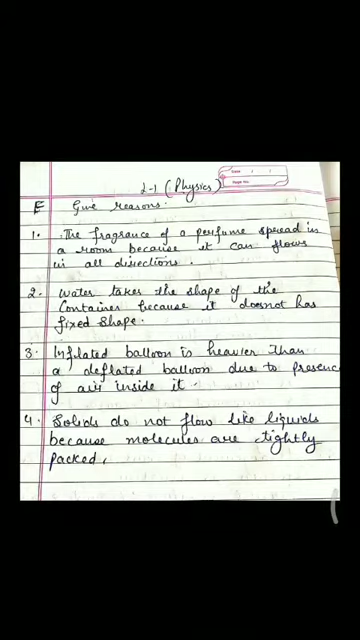 Date / /
Page No.
L-1 (Physics)
E Give reasons.
1. The fragrance of a perfume spread in
a room because it can flows
in all directions.
2. Water takes the shape of the
Container because it doesnot has
fixed shape.
3. Inflated balloon is heavier than
a deflated balloon due to presence
of air inside it.
4. Solids do not flow like liquids
because molecules are tightly
packed.